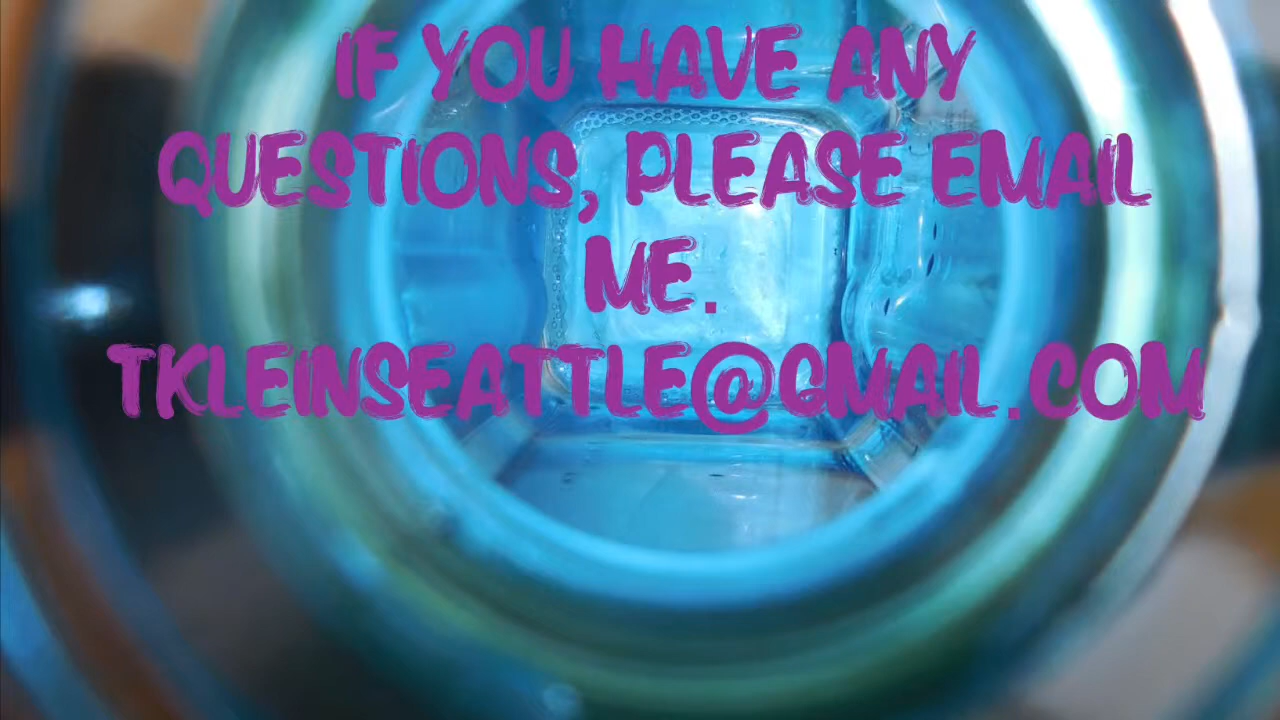 IF YOU HAVE ANY
QUESTIONS, PLEASE EMAIL
ME.
TKLEINSEATTLE@GMAIL.COM